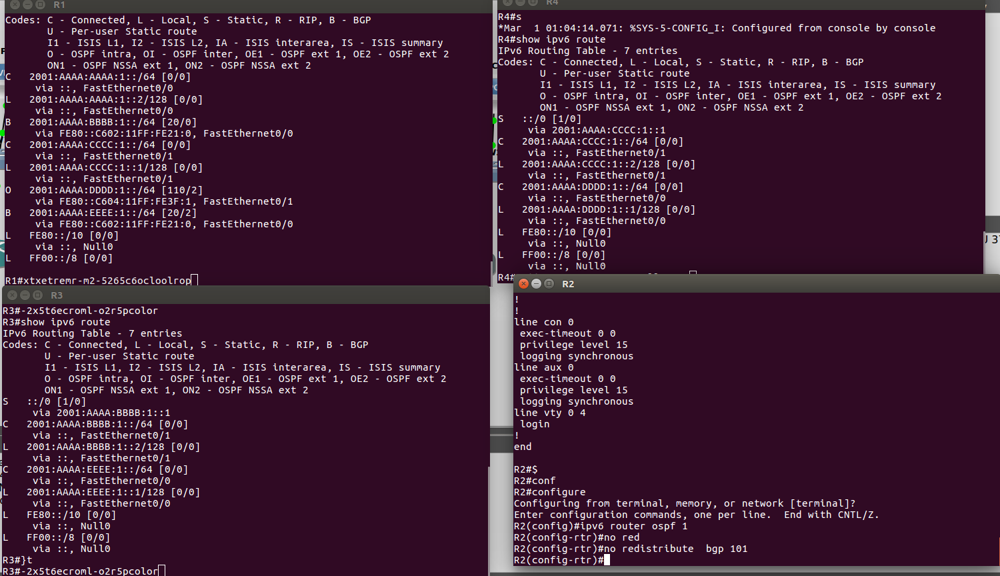 R1
Codes: C - Connected, L - Local, S - Static, R - RIP, B - BGP
U - Per-user Static route
I1 - ISIS L1, I2 - ISIS L2, IA - ISIS interarea, IS - ISIS summary
O - OSPF intra, OI - OSPF inter, OE1 - OSPF ext 1, OE2 - OSPF ext 2
ON1 - OSPF NSSA ext 1, ON2 - OSPF NSSA ext 2
C   2001:AAAA:AAAA:1::/64 [0/0]
via ::, FastEthernet0/0
L   2001:AAAA:AAAA:1::2/128 [0/0]
via ::, FastEthernet0/0
B   2001:AAAA:BBBB:1::/64 [20/0]
via FE80::C602:11FF:FE21:0, FastEthernet0/0
C   2001:AAAA:CCCC:1::/64 [0/0]
via ::, FastEthernet0/1
L   2001:AAAA:CCCC:1::1/128 [0/0]
via ::, FastEthernet0/1
O   2001:AAAA:DDDD:1::/64 [110/2]
via FE80::C604:11FF:FE3F:1, FastEthernet0/1
B   2001:AAAA:EEEE:1::/64 [20/2]
via FE80::C602:11FF:FE21:0, FastEthernet0/0
L   FE80::/10 [0/0]
via ::, Null0
L   FF00::/8 [0/0]
R1#xtxetremr-m2-5265c6ocloolrop
R4
R4#s
*Mar  1 01:04:14.071: %SYS-5-CONFIG_I: Configured from console by console
R4#show ipv6 route
IPv6 Routing Table - 7 entries
Codes: C - Connected, L - Local, S - Static, R - RIP, B - BGP
U - Per-user Static route
I1 - ISIS L1, I2 - ISIS L2, IA - ISIS interarea, IS - ISIS summary
O - OSPF intra, OI - OSPF inter, OE1 - OSPF ext 1, OE2 - OSPF ext 2
ON1 - OSPF NSSA ext 1, ON2 - OSPF NSSA ext 2
S   ::/0 [1/0]
via 2001:AAAA:CCCC:1::1
C   2001:AAAA:CCCC:1::/64 [0/0]
via ::, FastEthernet0/1
L   2001:AAAA:CCCC:1::2/128 [0/0]
via ::, FastEthernet0/1
C   2001:AAAA:DDDD:1::/64 [0/0]
via ::, FastEthernet0/0
L   2001:AAAA:DDDD:1::1/128 [0/0]
via ::, FastEthernet0/0
L   FE80::/10 [0/0]
via ::, Null0
L   FF00::/8 [0/0]
via ::, Null0
R4#
R3
R3#-2x5t6ecroml-o2r5pcolor
R3#show ipv6 route
IPv6 Routing Table - 7 entries
Codes: C - Connected, L - Local, S - Static, R - RIP, B - BGP
U - Per-user Static route
I1 - ISIS L1, I2 - ISIS L2, IA - ISIS interarea, IS - ISIS summary
O - OSPF intra, OI - OSPF inter, OE1 - OSPF ext 1, OE2 - OSPF ext 2
ON1 - OSPF NSSA ext 1, ON2 - OSPF NSSA ext 2
S   ::/0 [1/0]
via 2001:AAAA:BBBB:1::1
C   2001:AAAA:BBBB:1::/64 [0/0]
via ::, FastEthernet0/1
L   2001:AAAA:BBBB:1::2/128 [0/0]
via ::, FastEthernet0/1
C   2001:AAAA:EEEE:1::/64 [0/0]
via ::, FastEthernet0/0
L   2001:AAAA:EEEE:1::1/128 [0/0]
via ::, FastEthernet0/0
L   FE80::/10 [0/0]
via ::, Null0
L   FF00::/8 [0/0]
via ::, Null0
R3#}t
R3#-2x5t6ecroml-o2r5pcolor
R2
!
!
line con 0
exec-timeout 0 0
privilege level 15
logging synchronous
line aux 0
exec-timeout 0 0
privilege level 15
logging synchronous
line vty 0 4
login
!
end
R2#$
R2#conf
R2#configure
Configuring from terminal, memory, or network [terminal]?
Enter configuration commands, one per line.  End with CNTL/Z.
R2(config)#ipv6 router ospf 1
R2(config-rtr)#no red
R2(config-rtr)#no redistribute  bgp 101
R2(config-rtr)#